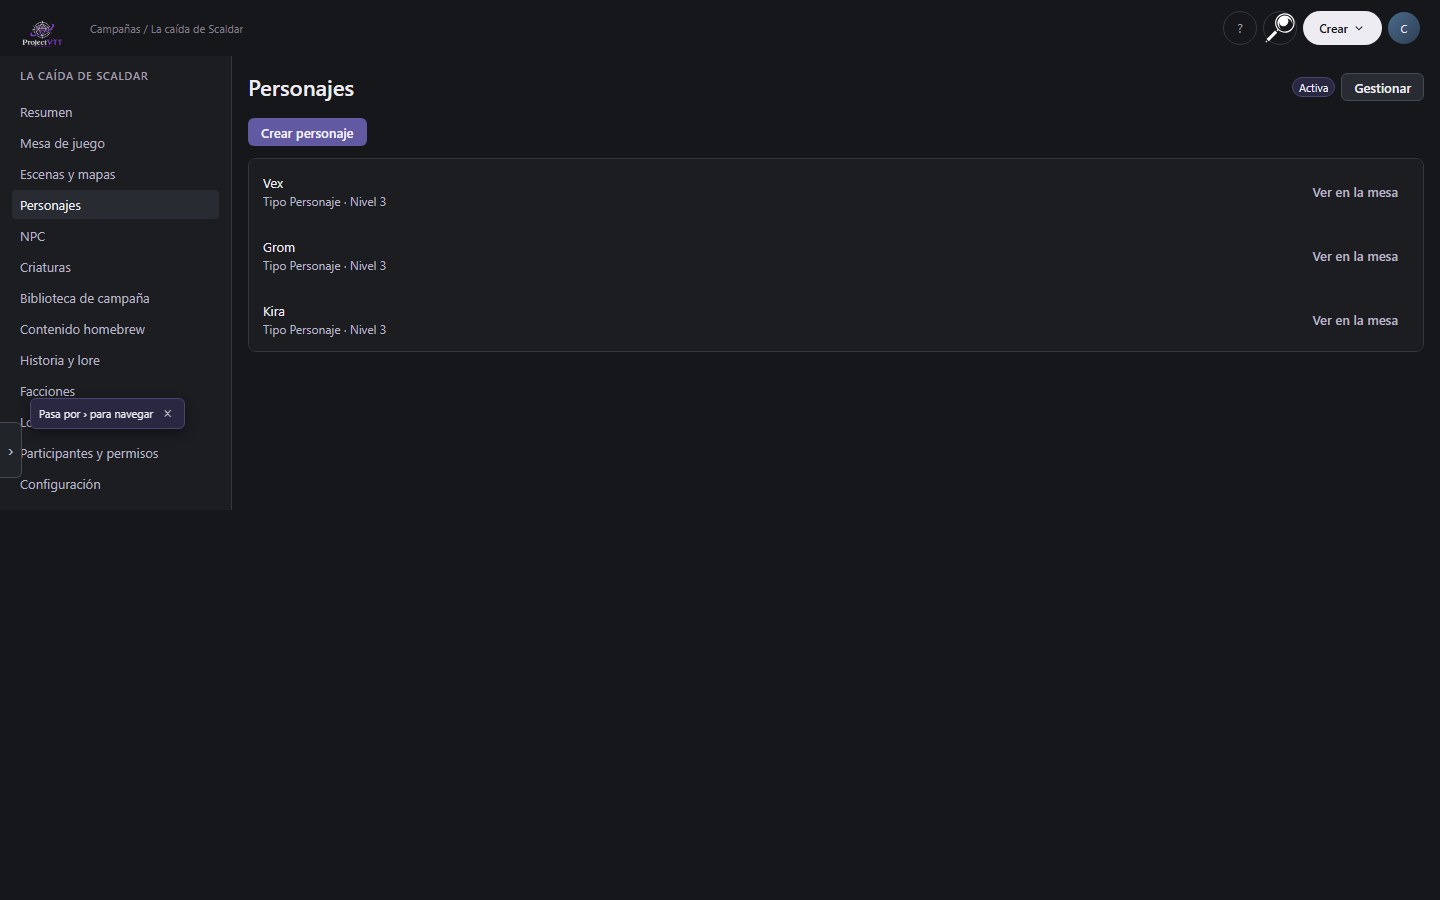 ProjectVTT
Campañas / La caída de Scaldar
?
Crear
C
LA CAÍDA DE SCALDAR
Resumen
Mesa de juego
Escenas y mapas
Personajes
NPC
Criaturas
Biblioteca de campaña
Contenido homebrew
Historia y lore
Facciones
Pasa por › para navegar ×
›
Participantes y permisos
Configuración
Personajes
Activa
Gestionar
Crear personaje
Vex
Tipo Personaje · Nivel 3
Ver en la mesa
Grom
Tipo Personaje · Nivel 3
Ver en la mesa
Kira
Tipo Personaje · Nivel 3
Ver en la mesa